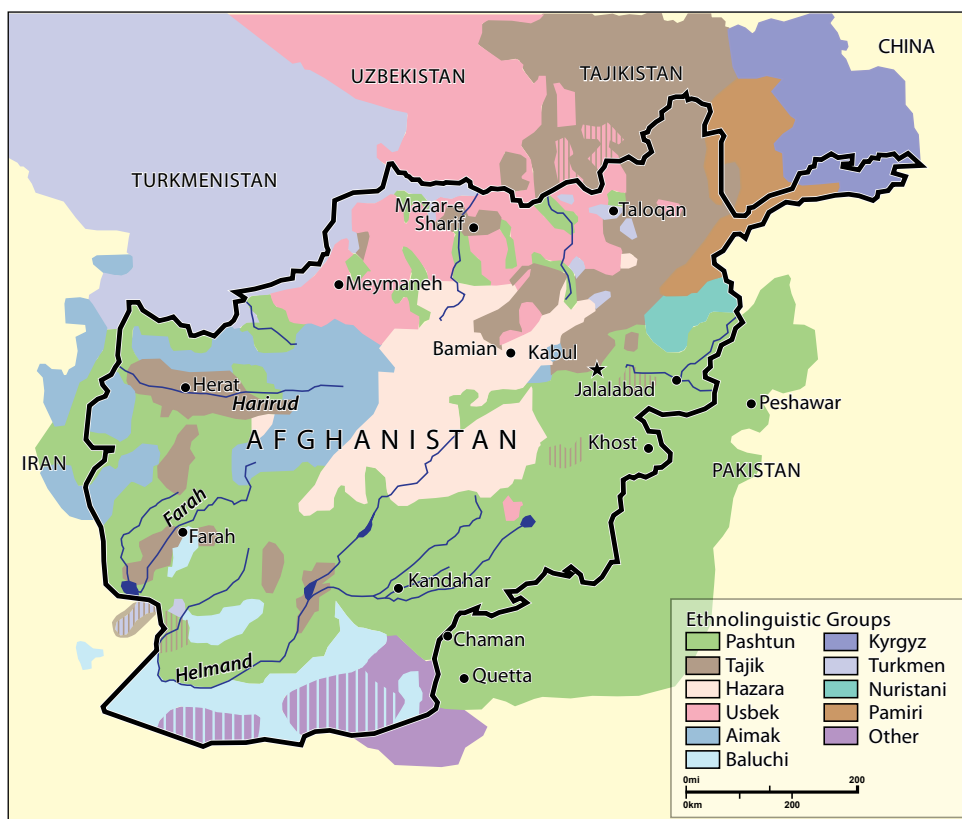 CHINA
UZBEKISTAN
TAJIKISTAN
TURKMENISTAN
Mazar-e
Sharif
Taloqan
Meymaneh
Bamian
Kabul
Herat
Harirud
Jalalabad
Peshawar
AFGHANISTAN
Khost
IRAN
PAKISTAN
Farah
Farah
Kandahar
Chaman
Helmand
Quetta
Ethnolinguistic Groups
Pashtun
Tajik
Hazara
Usbek
Aimak
Baluchi
Kyrgyz
Turkmen
Nuristani
Pamiri
Other
0mi 200
0km 200